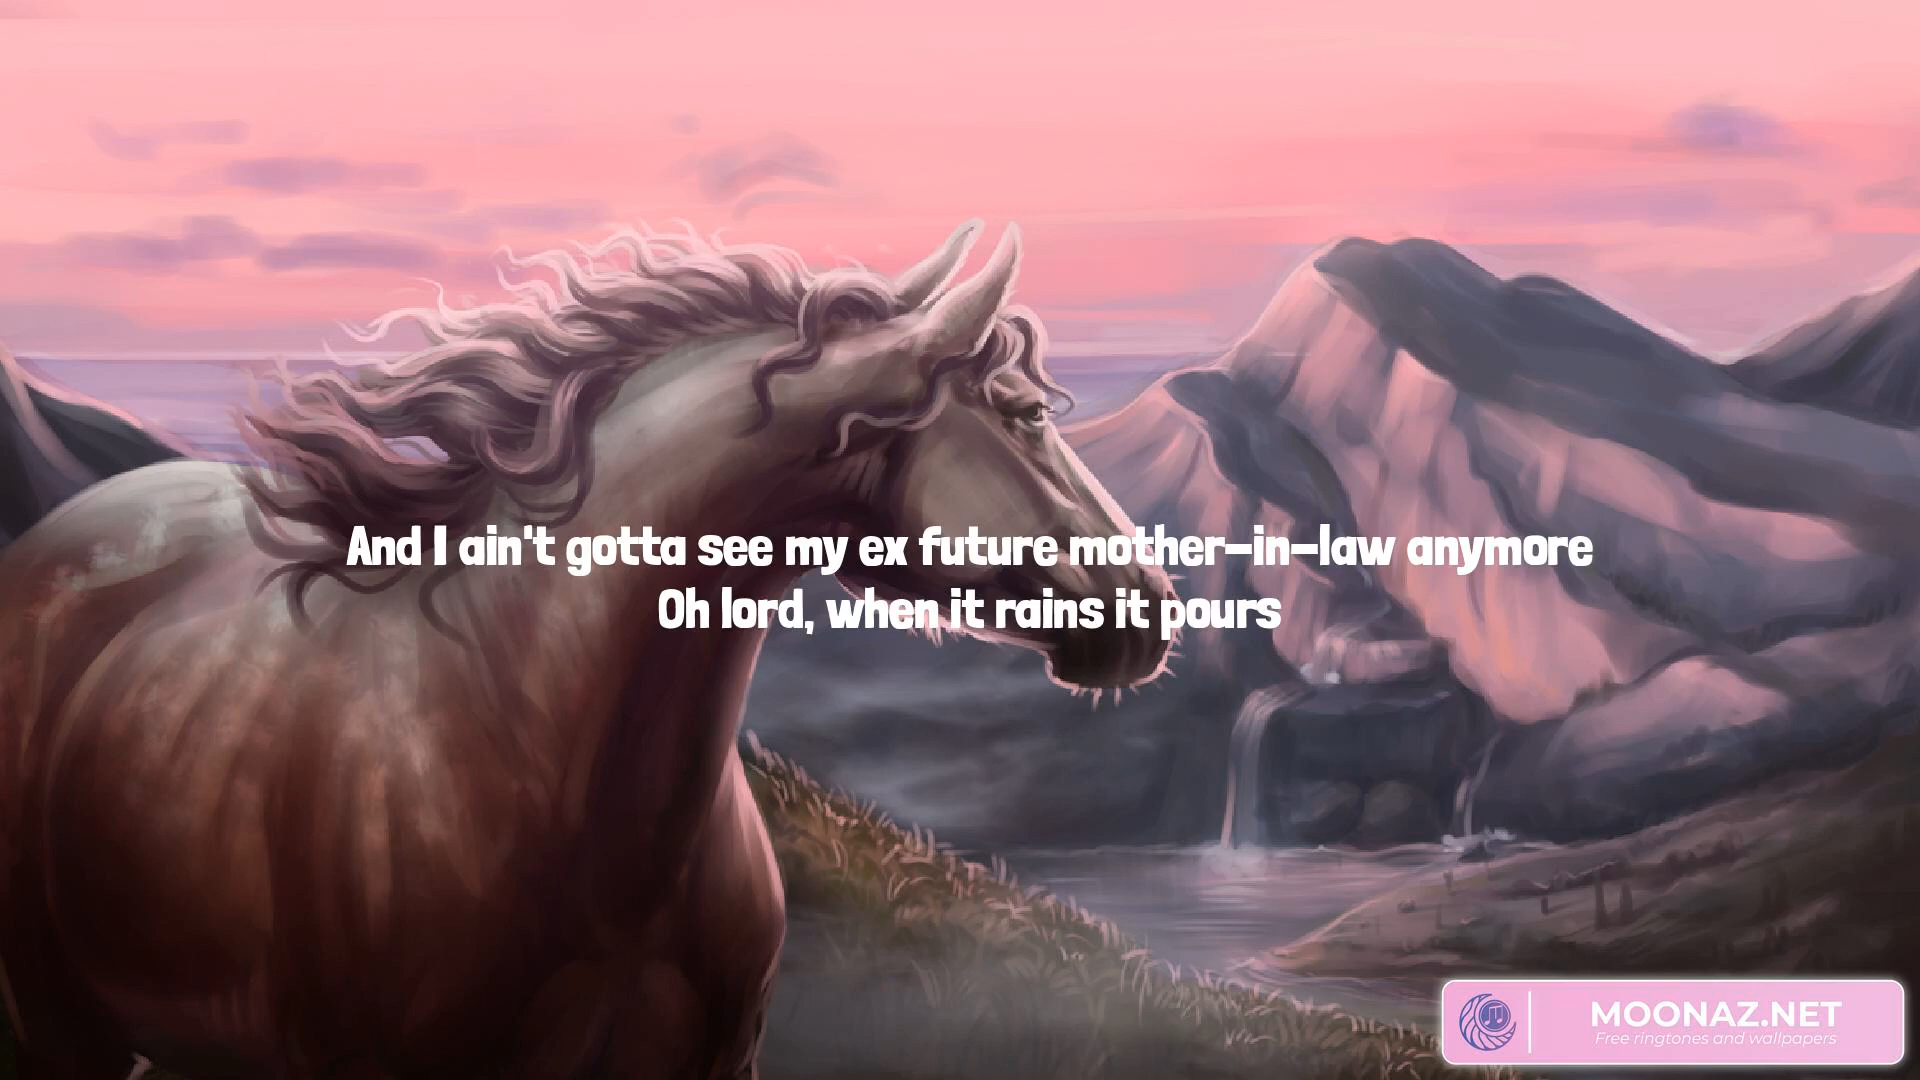 And I ain't gotta see my ex future mother-in-law anymore
Oh lord, when it rains it pours
MOONAZ.NET
Free ringtones and wallpapers